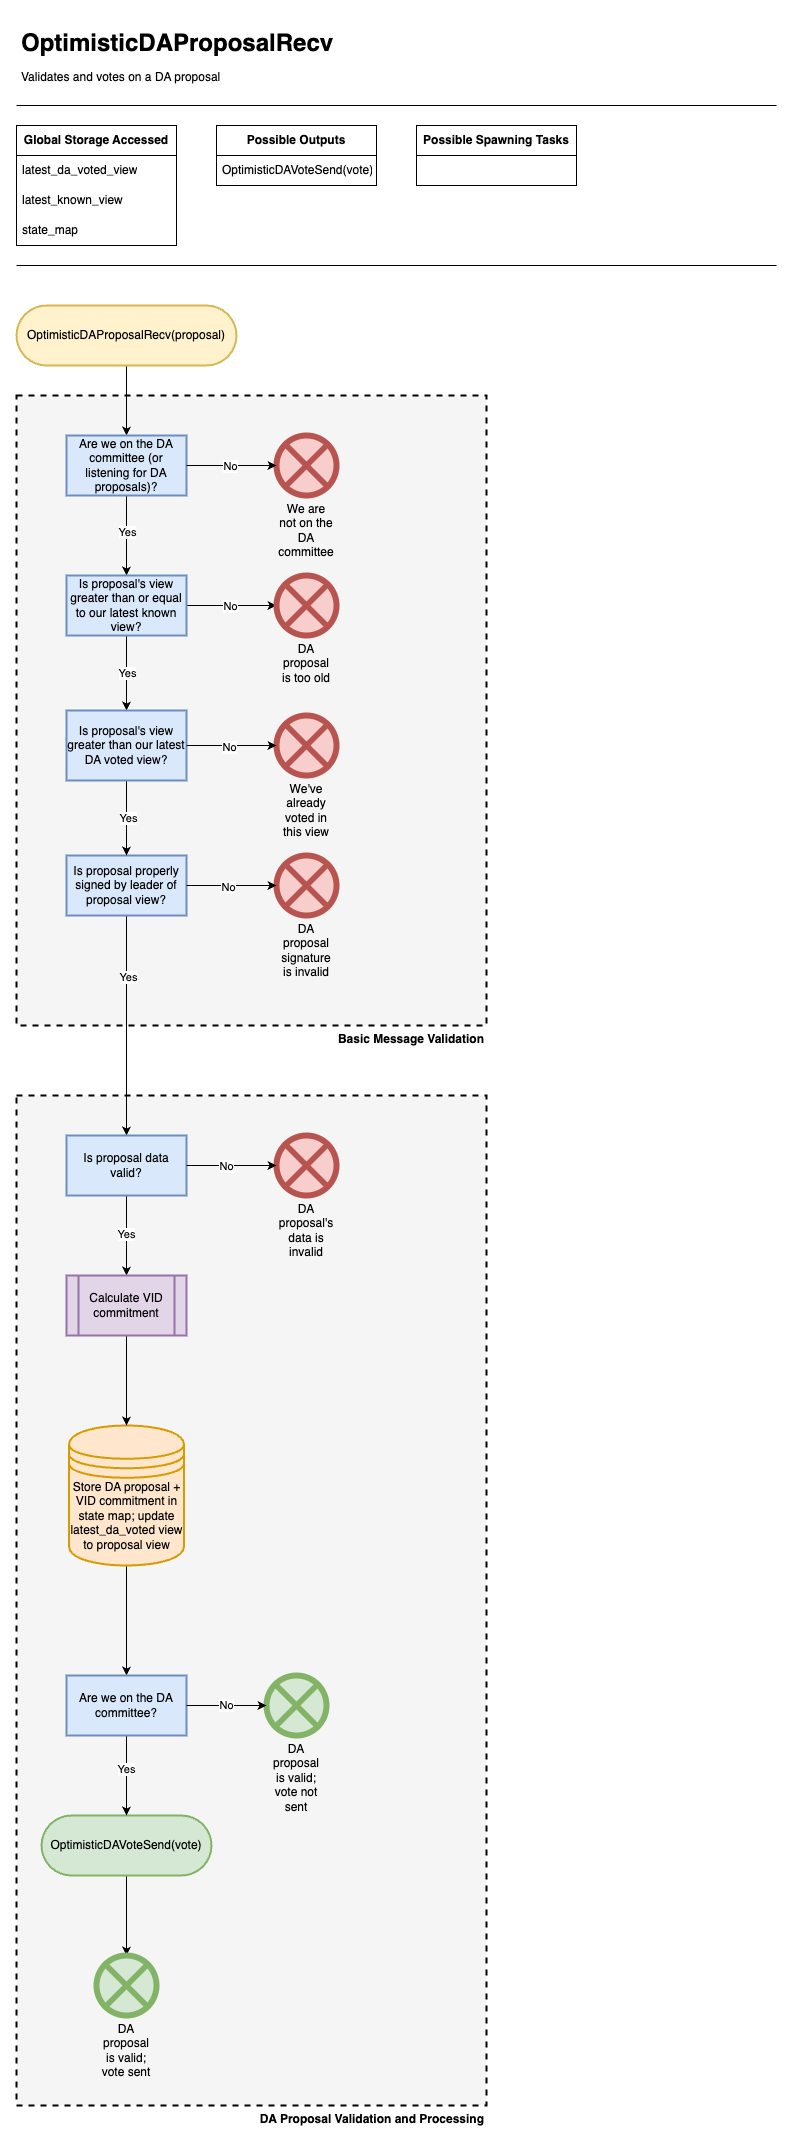 OptimisticDAProposalRecv
Validates and votes on a DA proposal
Global Storage Accessed
latest_da_voted_view
latest_known_view
state_map
Possible Outputs
OptimisticDAVoteSend(vote)
Possible Spawning Tasks
OptimisticDAProposalRecv(proposal)
Are we on the DA
committee (or
listening for DA
proposals)?
No
We are
not on the
DA
committee
Yes
Is proposal's view
greater than or equal
to our latest known
view?
No
DA
proposal
is too old
Yes
Is proposal's view
greater than our latest
DA voted view?
No
We've
already
voted in
this view
Yes
Is proposal properly
signed by leader of
proposal view?
No
DA
proposal
signature
is invalid
Yes
Basic Message Validation
Is proposal data
valid?
No
DA
proposal's
data is
invalid
Yes
Calculate VID
commitment
Store DA proposal +
VID commitment in
state map; update
latest_da_voted view
to proposal view
Are we on the DA
committee?
No
DA
proposal
is valid;
vote not
sent
Yes
OptimisticDAVoteSend(vote)
DA
proposal
is valid;
vote sent
DA Proposal Validation and Processing